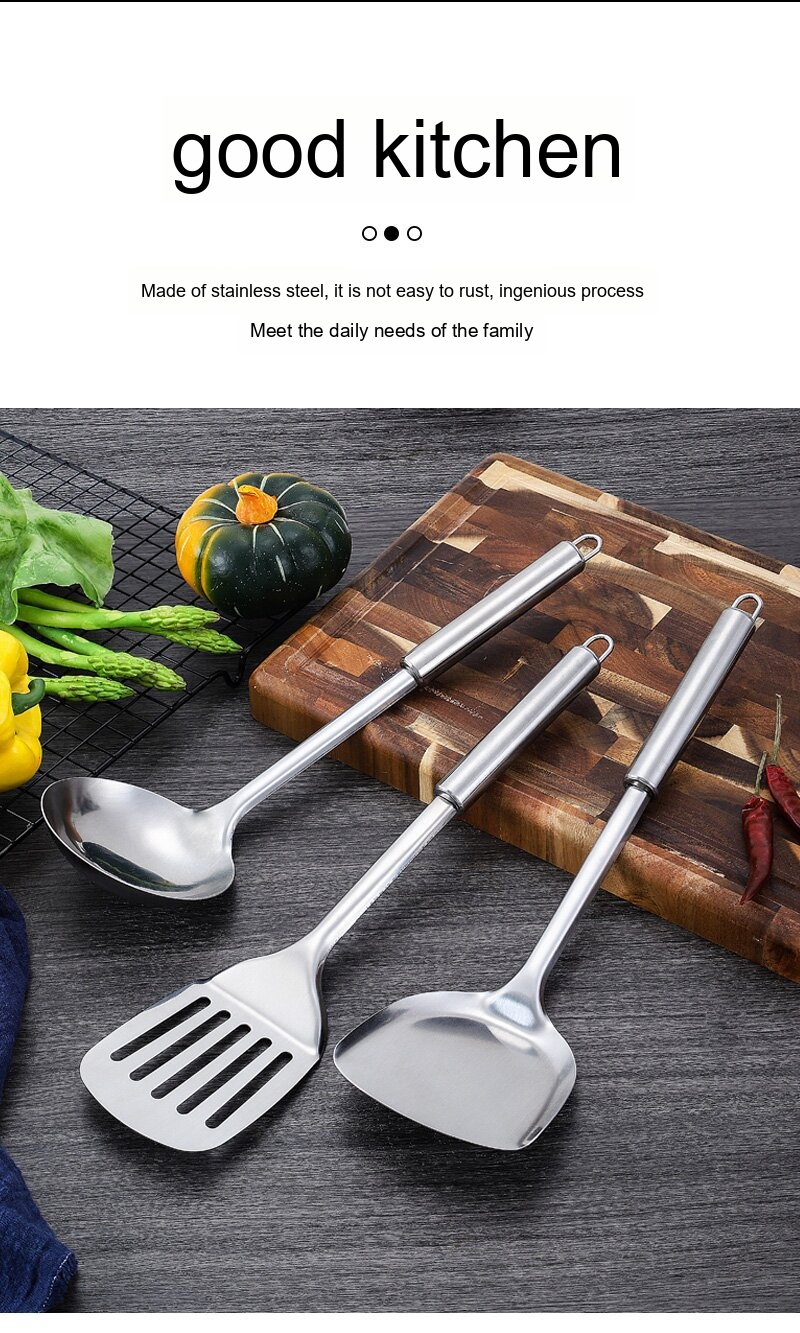 good kitchen
Made of stainless steel, it is not easy to rust, ingenious process
Meet the daily needs of the family